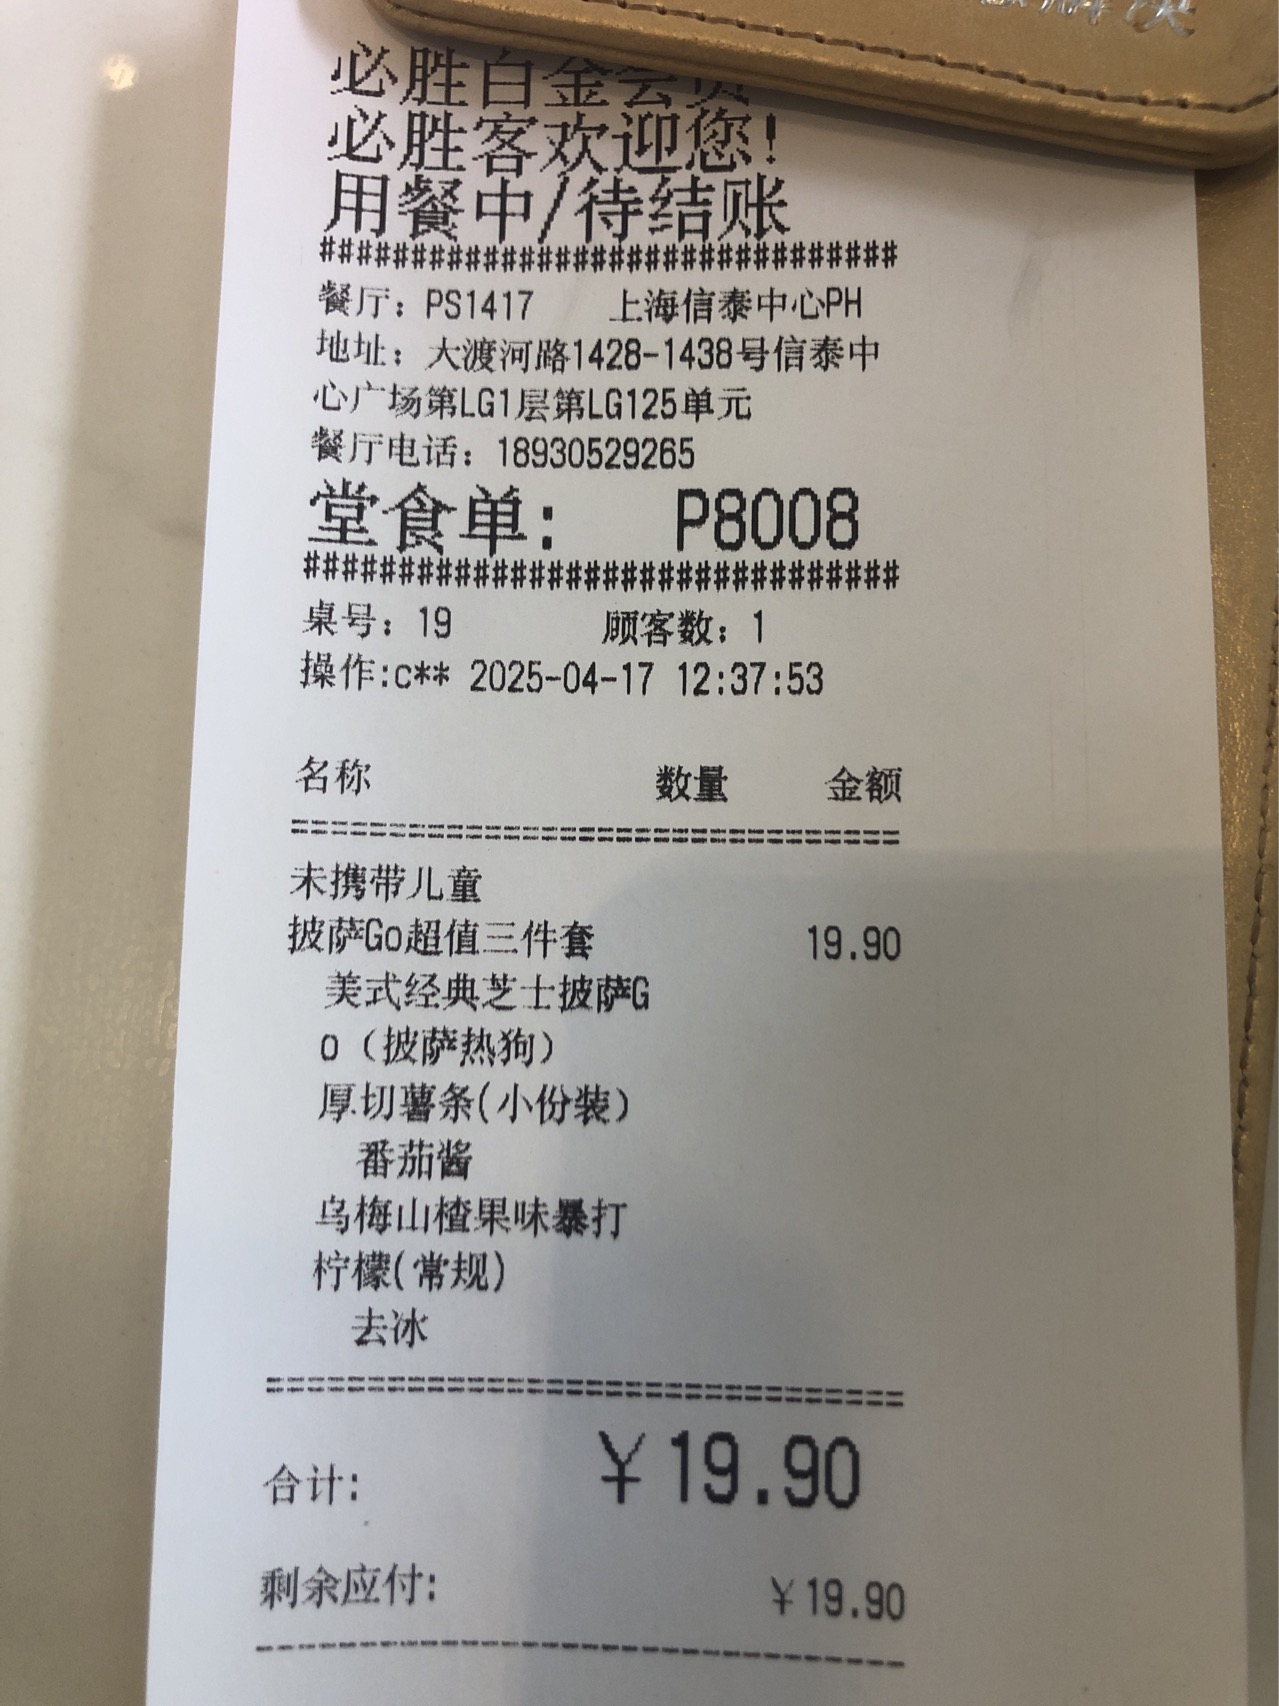 必胜白金会员
必胜客欢迎您!
用餐中/待结账
################################
餐厅：PS1417 上海信泰中心PH
地址：大渡河路1428-1438号信泰中
心广场第LG1层第LG125单元
餐厅电话：18930529265
堂食单: P8008
################################
桌号：19 顾客数：1
操作:c** 2025-04-17 12:37:53
名称 数量 金额
================================
未携带儿童
披萨Go超值三件套 19.90
美式经典芝士披萨G
o（披萨热狗）
厚切薯条(小份装)
番茄酱
乌梅山楂果味暴打
柠檬(常规)
去冰
================================
合计: ￥19.90
剩余应付: ￥19.90
--------------------------------